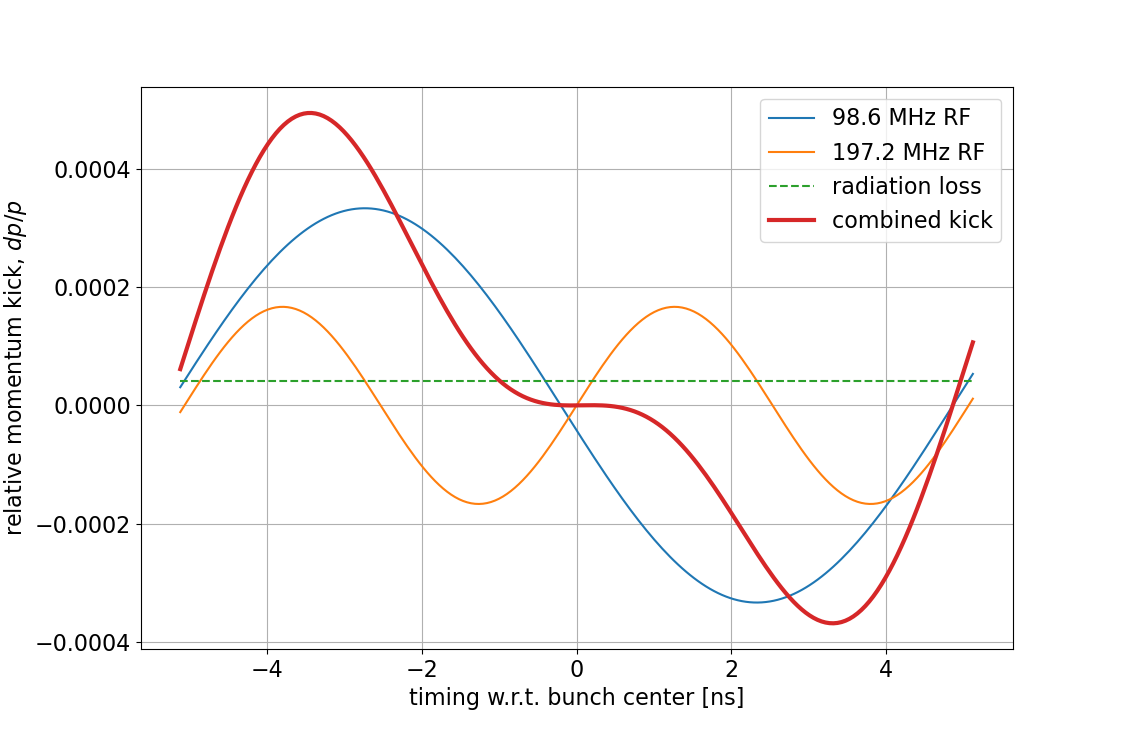 98.6 MHz RF
197.2 MHz RF
radiation loss
combined kick
relative momentum kick, dp/p
0.0004
0.0002
0.0000
−0.0002
−0.0004
−4
−2
0
2
4
timing w.r.t. bunch center [ns]